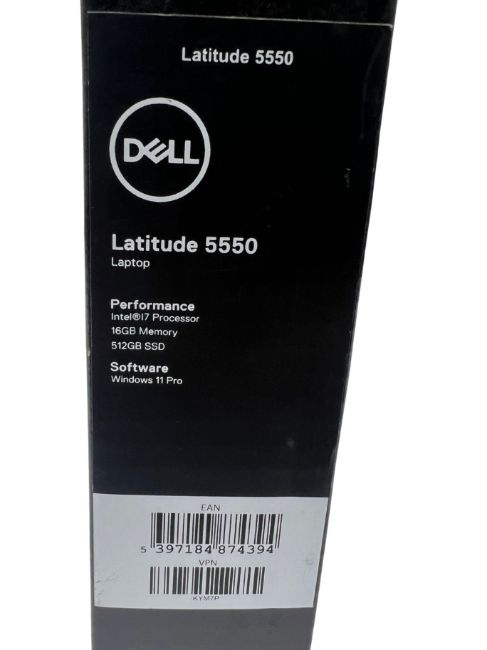 Latitude 5550
DELL
Latitude 5550
Laptop
Performance
Intel®I7 Processor
16GB Memory
512GB SSD
Software
Windows 11 Pro
EAN
5 397184 874394
VPN
KYM7P